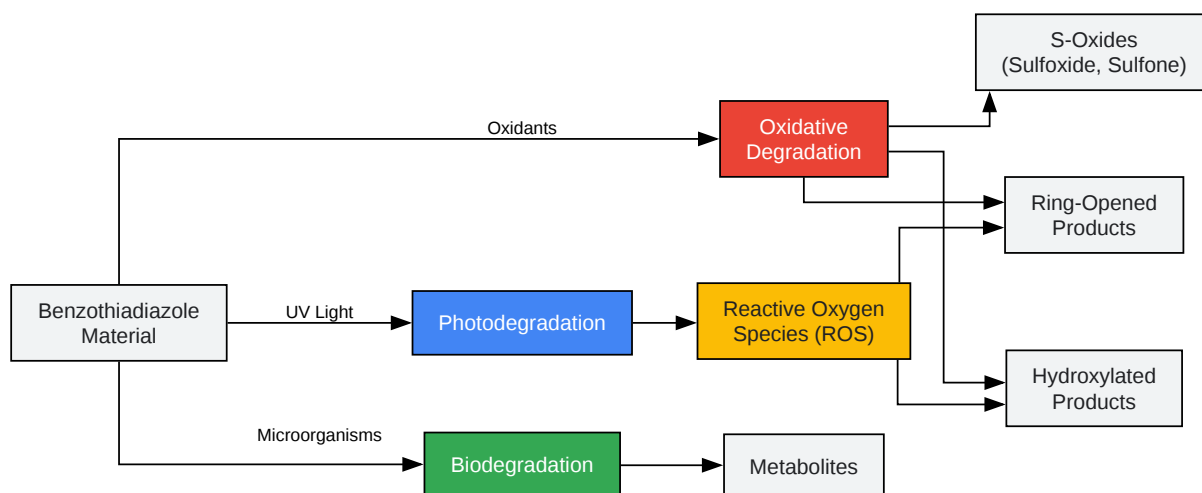 S-Oxides
(Sulfoxide, Sulfone)
Oxidants
Oxidative
Degradation
Ring-Opened
Products
Benzothiadiazole
Material
UV Light
Photodegradation
Reactive Oxygen
Species (ROS)
Hydroxylated
Products
Microorganisms
Biodegradation
Metabolites